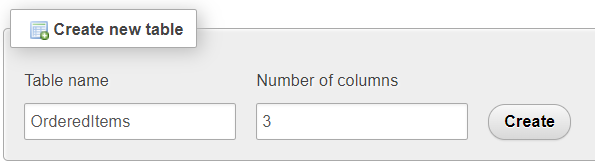 Create new table
Table name Number of columns
OrderedItems 3 Create